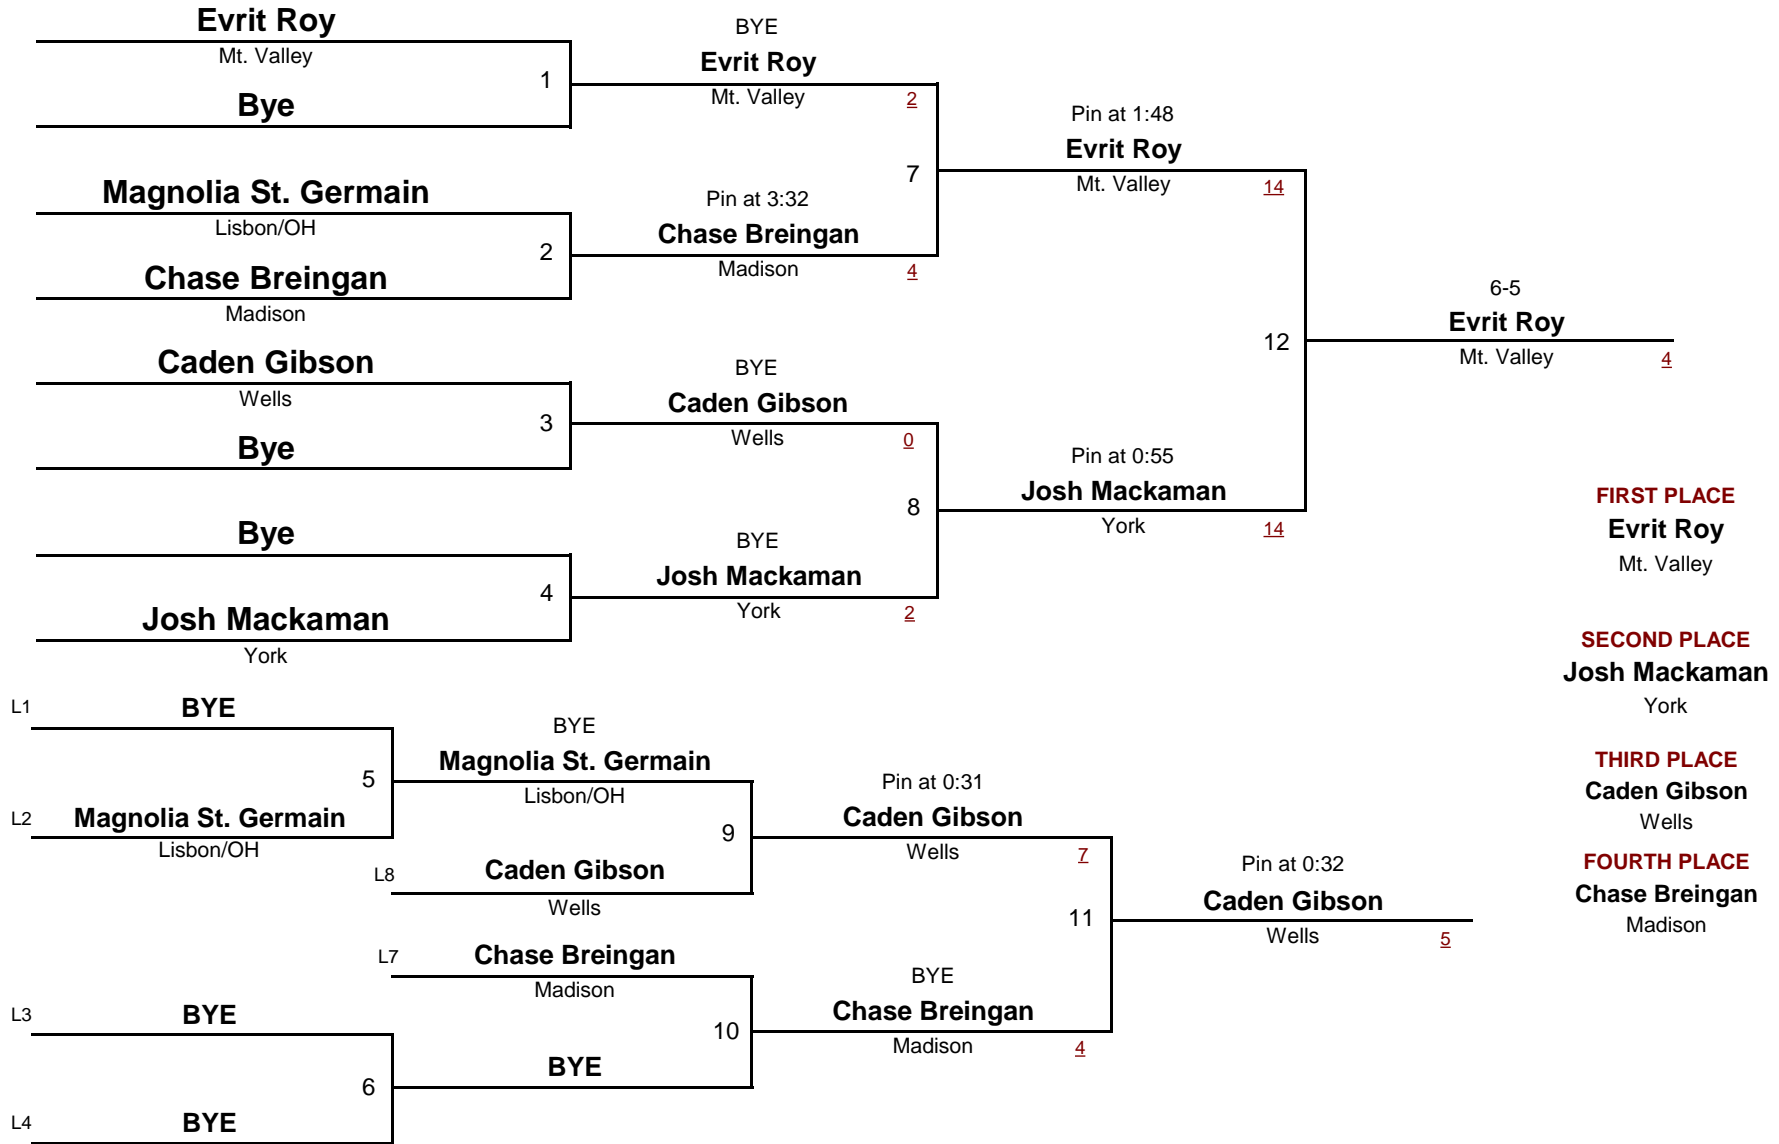 Evrit Roy
Mt. Valley
1
Bye
BYE
Evrit Roy
Mt. Valley
2
Magnolia St. Germain
Lisbon/OH
2
Chase Breingan
Madison
Pin at 3:32
Chase Breingan
Madison
4
7
Pin at 1:48
Evrit Roy
Mt. Valley
14
Caden Gibson
Wells
3
Bye
BYE
Caden Gibson
Wells
0
Bye
4
Josh Mackaman
York
BYE
Josh Mackaman
York
2
8
Pin at 0:55
Josh Mackaman
York
14
12
6-5
Evrit Roy
Mt. Valley
4
FIRST PLACE
Evrit Roy
Mt. Valley
SECOND PLACE
Josh Mackaman
York
THIRD PLACE
Caden Gibson
Wells
FOURTH PLACE
Chase Breingan
Madison
L1
BYE
5
L2
Magnolia St. Germain
Lisbon/OH
BYE
Magnolia St. Germain
Lisbon/OH
9
L8
Caden Gibson
Wells
Pin at 0:31
Caden Gibson
Wells
7
L7
Chase Breingan
Madison
10
L3
BYE
6
BYE
L4
BYE
BYE
Chase Breingan
Madison
4
11
Pin at 0:32
Caden Gibson
Wells
5